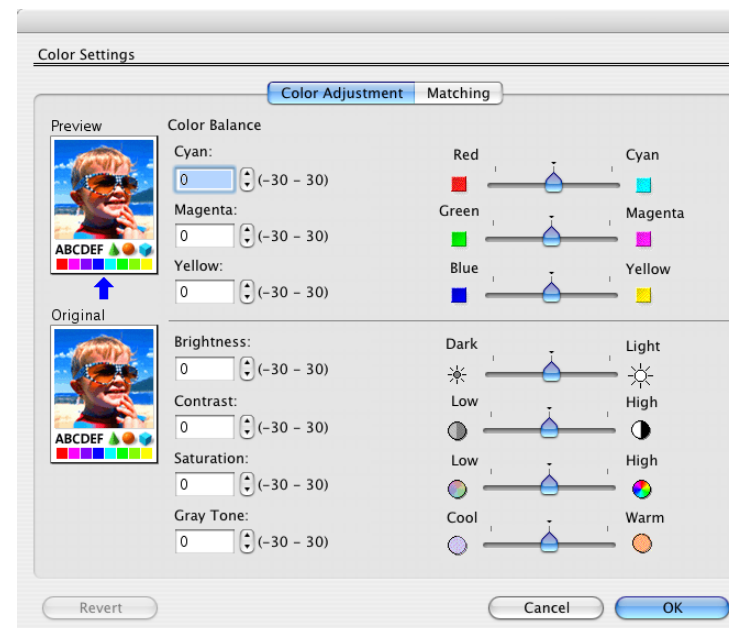 Color Settings
Color Adjustment Matching
Preview
Color Balance
Cyan:
0 (-30 – 30)
Red Cyan
Magenta:
0 (-30 – 30)
Green Magenta
Yellow:
0 (-30 – 30)
Blue Yellow
ABCDEF
Original
ABCDEF
Brightness:
0 (-30 – 30)
Dark Light
Contrast:
0 (-30 – 30)
Low High
Saturation:
0 (-30 – 30)
Low High
Gray Tone:
0 (-30 – 30)
Cool Warm
Revert Cancel OK